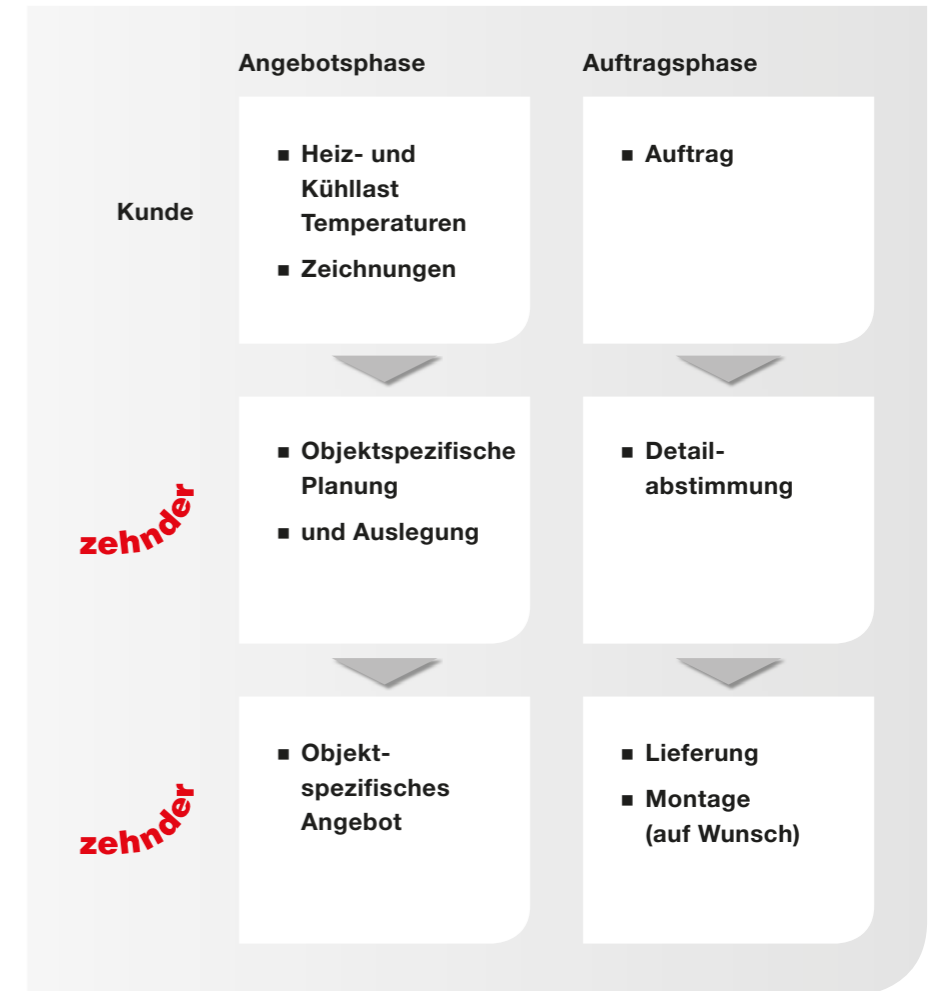 Angebotsphase
Auftragsphase
Kunde
■ Heiz- und
Kühllast
Temperaturen
■ Zeichnungen
■ Auftrag
zehnder
■ Objektspezifische
Planung
■ und Auslegung
■ Detail-
abstimmung
zehnder
■ Objekt-
spezifisches
Angebot
■ Lieferung
■ Montage
(auf Wunsch)